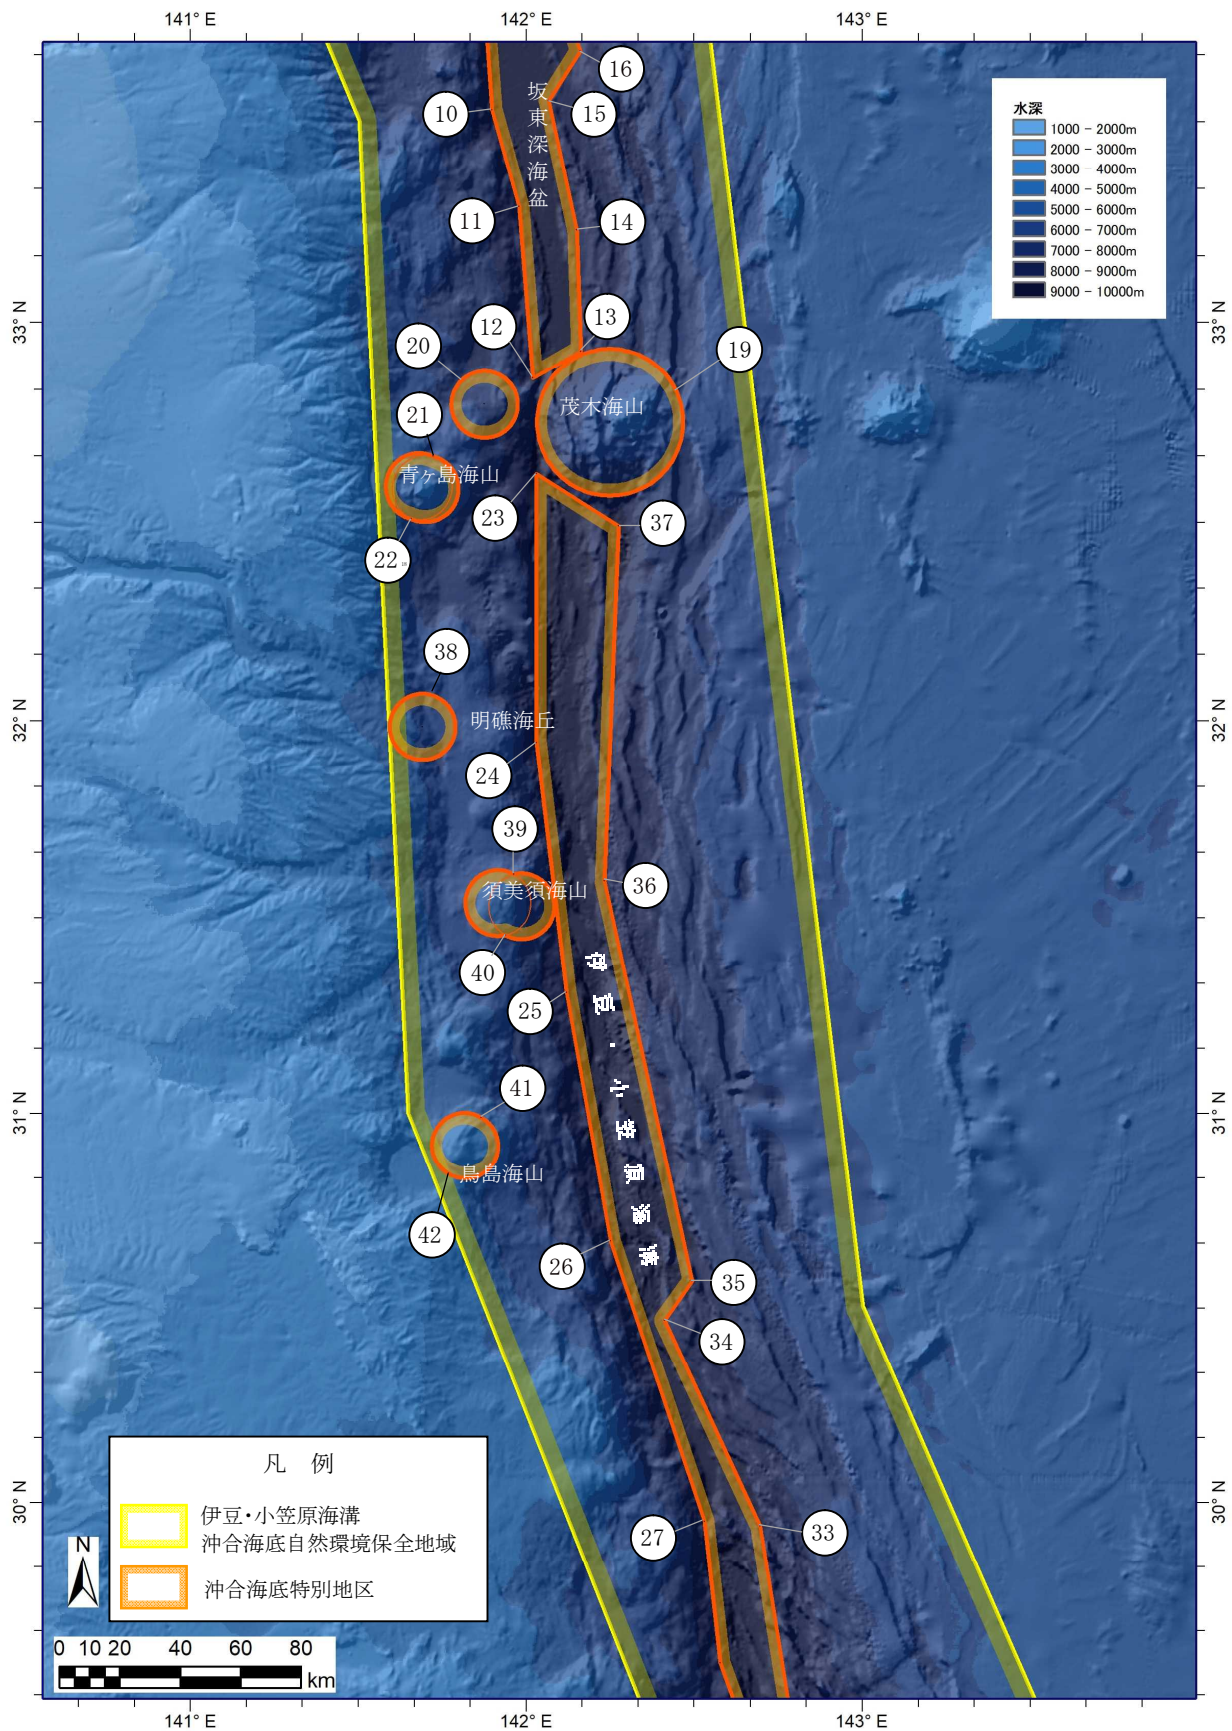 141° E
142° E
143° E
16
坂東深海盆
10
15
水深
1000 - 2000m
2000 - 3000m
3000 - 4000m
4000 - 5000m
5000 - 6000m
6000 - 7000m
7000 - 8000m
8000 - 9000m
9000 - 10000m
11
14
33° N
33° N
12
13
20
19
21
茂木海山
青ヶ島海山
23
37
22
38
32° N
明礁海丘
32° N
24
39
須美須海山
36
40
25
伊豆・小笠原海溝
41
31° N
31° N
鳥島海山
42
26
35
34
凡 例
伊豆・小笠原海溝
沖合海底自然環境保全地域
沖合海底特別地区
30° N
30° N
27
33
N
0 10 20 40 60 80
km
141° E
142° E
143° E